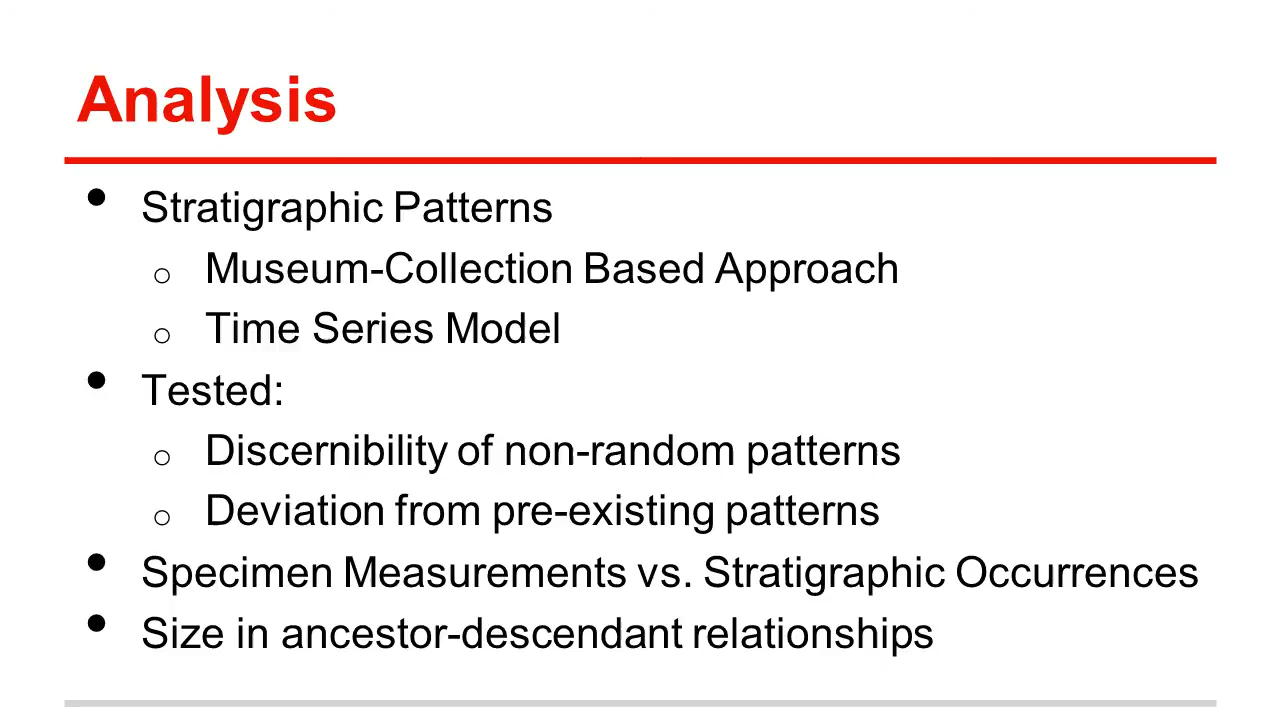 Analysis
• Stratigraphic Patterns
o Museum-Collection Based Approach
o Time Series Model
• Tested:
o Discernibility of non-random patterns
o Deviation from pre-existing patterns
• Specimen Measurements vs. Stratigraphic Occurrences
• Size in ancestor-descendant relationships